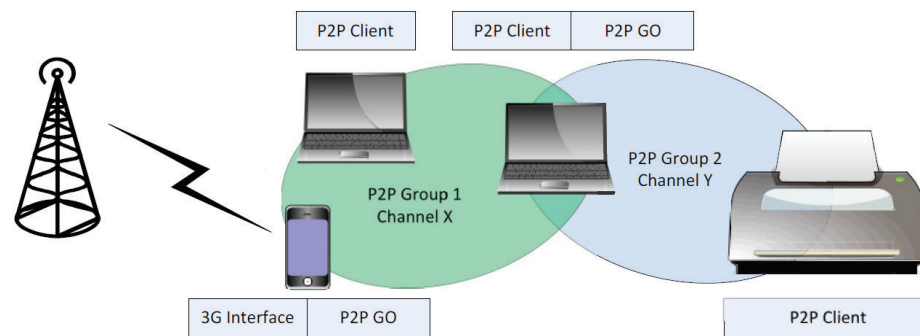 P2P Client
P2P Client P2P GO
P2P Group 1
Channel X
P2P Group 2
Channel Y
3G Interface P2P GO
P2P Client